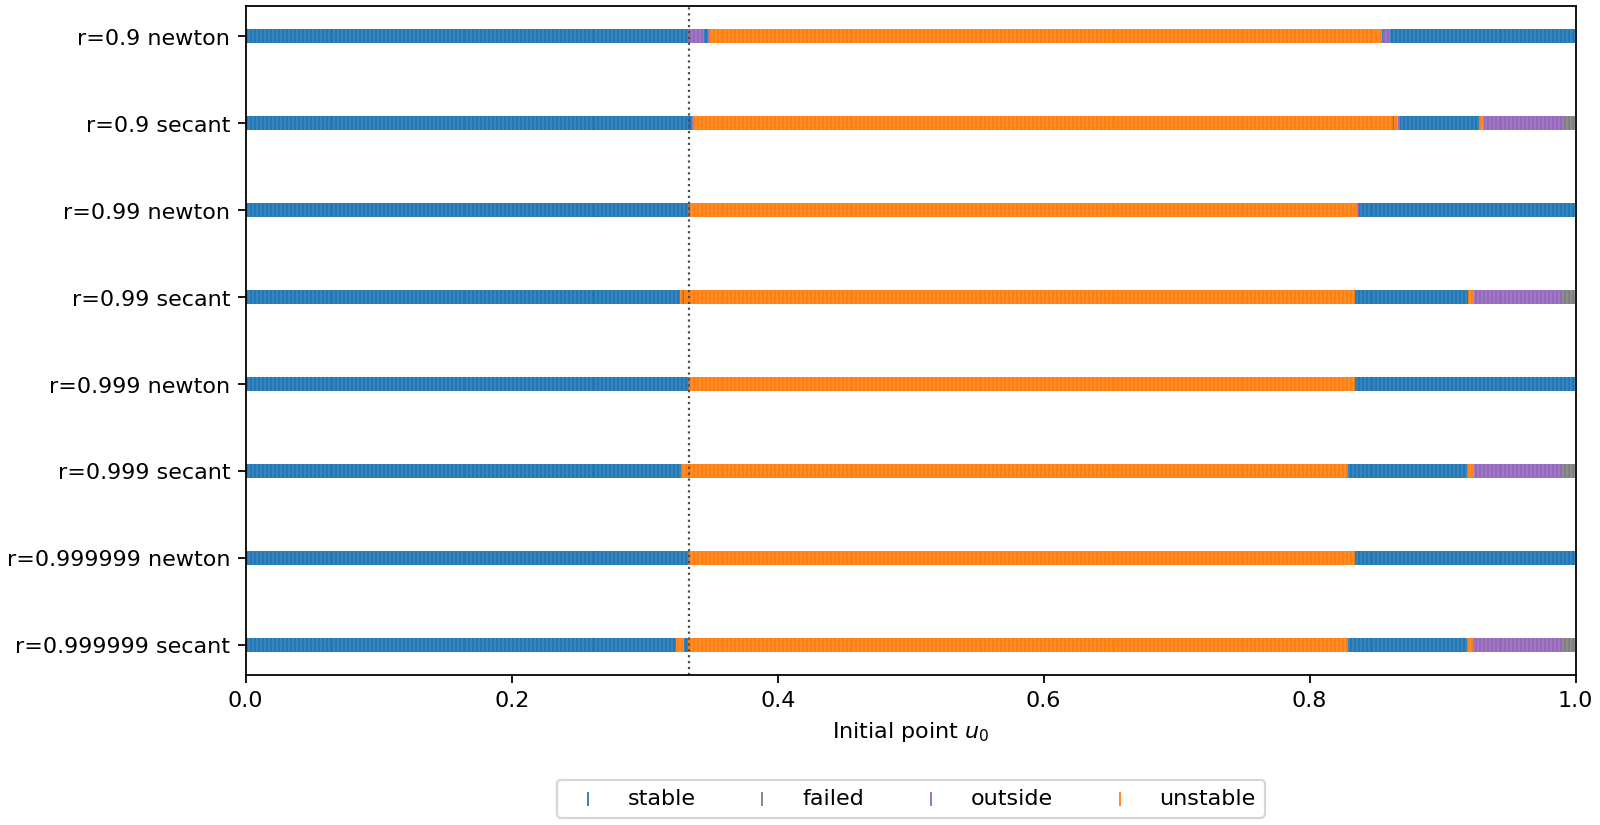 r=0.9 newton
r=0.9 secant
r=0.99 newton
r=0.99 secant
r=0.999 newton
r=0.999 secant
r=0.999999 newton
r=0.999999 secant
0.0 0.2 0.4 0.6 0.8 1.0
Initial point u₀
stable failed outside unstable